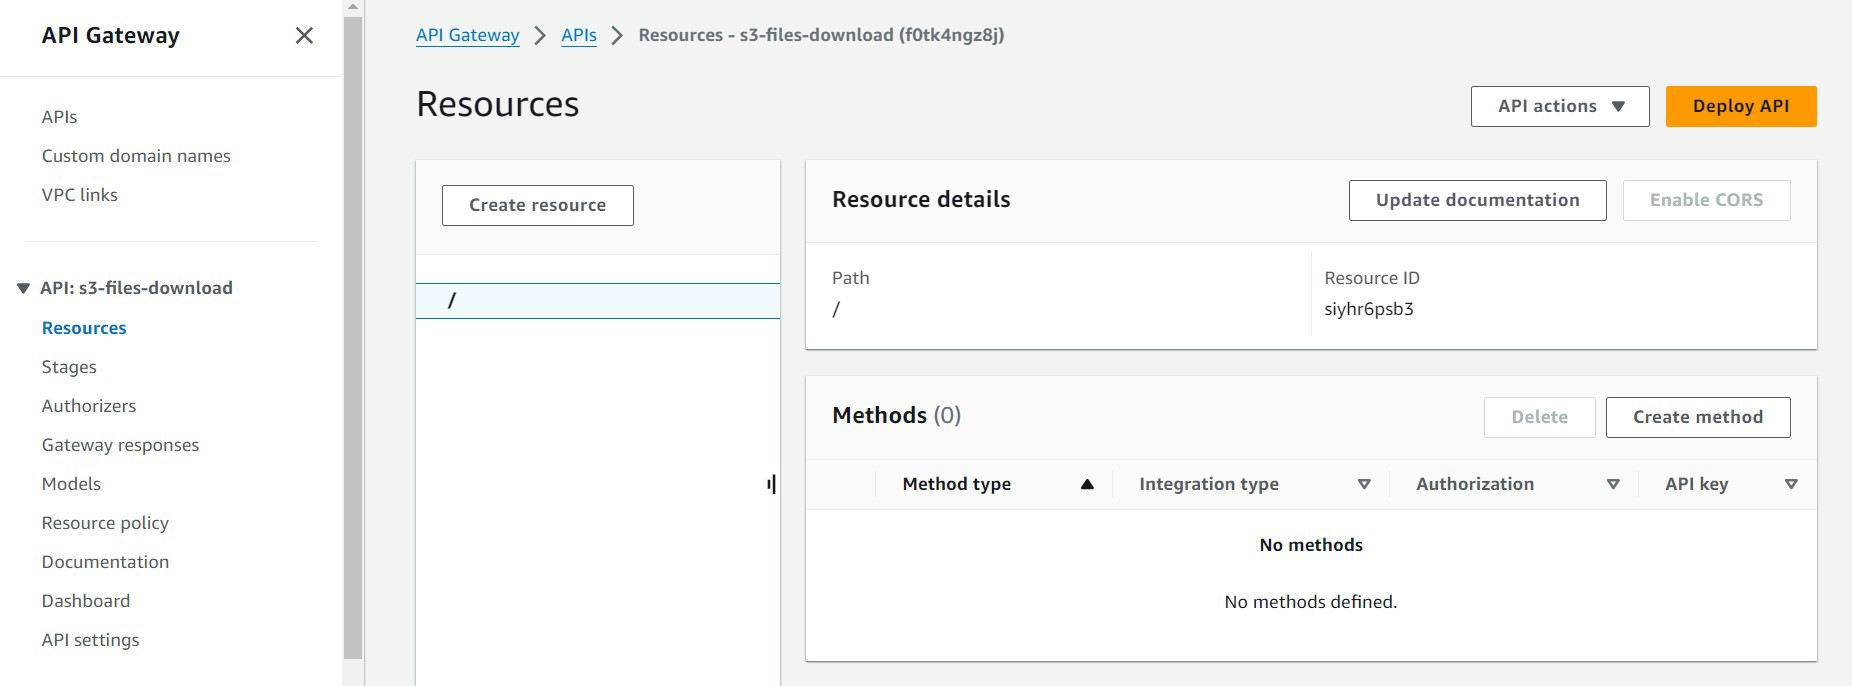 API Gateway
APIs
Custom domain names
VPC links
API: s3-files-download
Resources
Stages
Authorizers
Gateway responses
Models
Resource policy
Documentation
Dashboard
API settings
API Gateway > APIs > Resources - s3-files-download (f0tk4ngz8j)
Resources
API actions
Deploy API
Create resource
/
Resource details
Update documentation
Enable CORS
Path
/
Resource ID
siyhr6psb3
Methods (0)
Delete
Create method
Method type
Integration type
Authorization
API key
No methods
No methods defined.